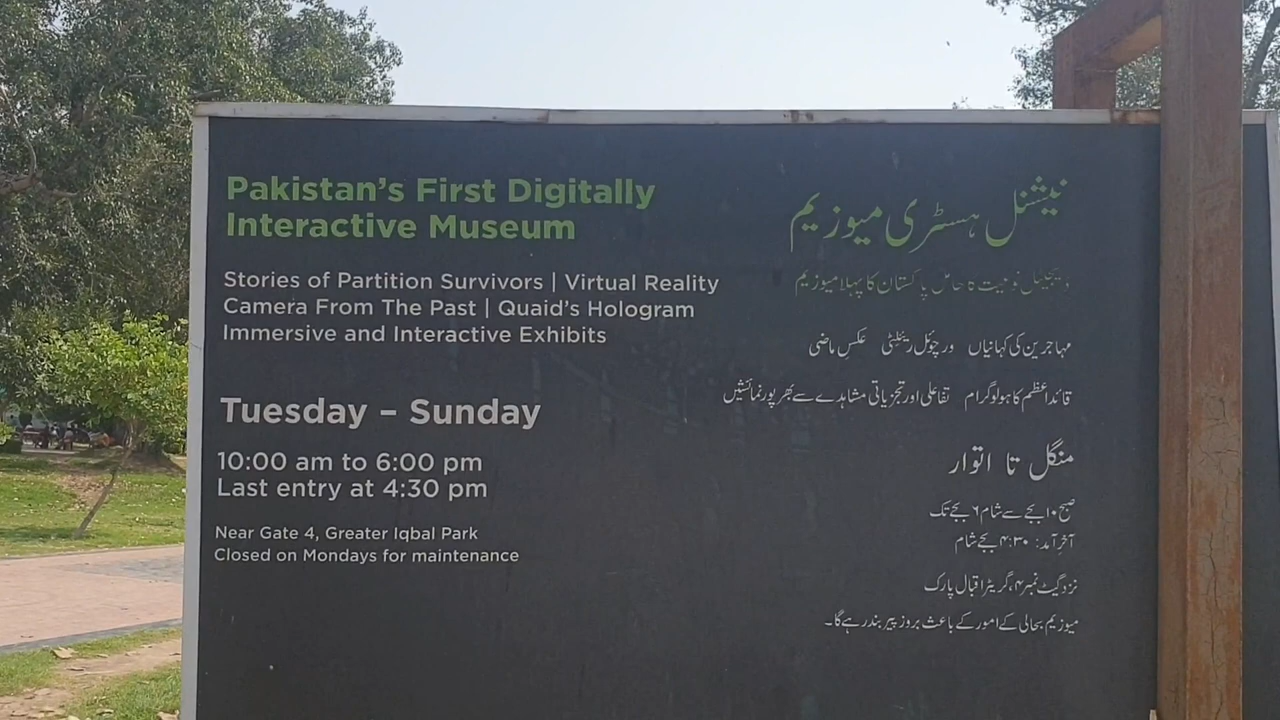 Pakistan's First Digitally
Interactive Museum
Stories of Partition Survivors | Virtual Reality
Camera From The Past | Quaid's Hologram
Immersive and Interactive Exhibits
Tuesday – Sunday
10:00 am to 6:00 pm
Last entry at 4:30 pm
Near Gate 4, Greater Iqbal Park
Closed on Mondays for maintenance
نیشنل ہسٹری میوزیم
ڈیجیٹل نوعیت کا حامل پاکستان کا پہلا میوزیم
مہاجرین کی کہانیاں ورچوئل ریئلٹی عکسِ ماضی
قائداعظم کا ہولوگرام تفاعلی اور تجزیاتی مشاہدے سے بھرپور نمائشیں
منگل تا اتوار
صبح ۱۰ بجے سے شام ۶ بجے تک
آخر آمد: ۴:۳۰ بجے شام
نزد گیٹ نمبر ۴، گریٹر اقبال پارک
میوزیم بحالی کے امور کے باعث بروز پیر بند رہے گا۔